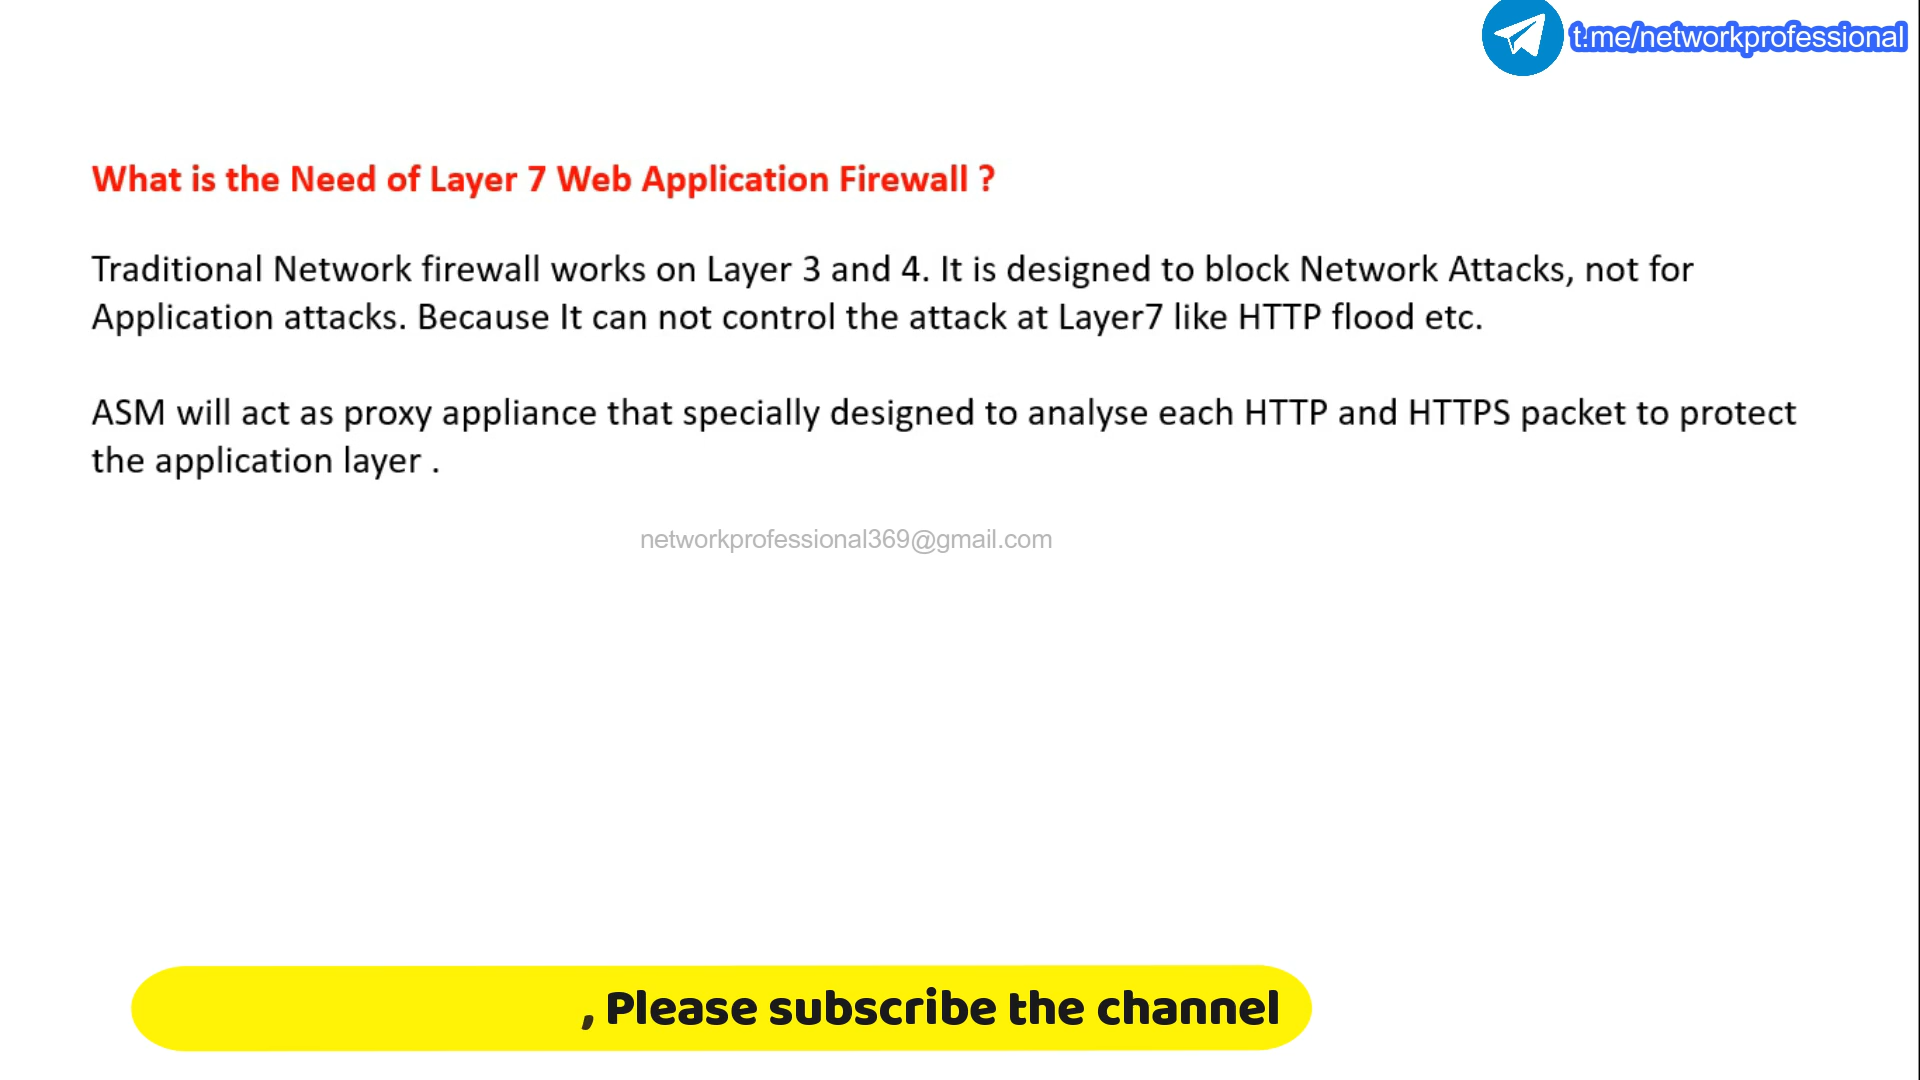 t.me/networkprofessional
What is the Need of Layer 7 Web Application Firewall ?
Traditional Network firewall works on Layer 3 and 4. It is designed to block Network Attacks, not for
Application attacks. Because It can not control the attack at Layer7 like HTTP flood etc.
ASM will act as proxy appliance that specially designed to analyse each HTTP and HTTPS packet to protect
the application layer .
networkprofessional369@gmail.com
, Please subscribe the channel